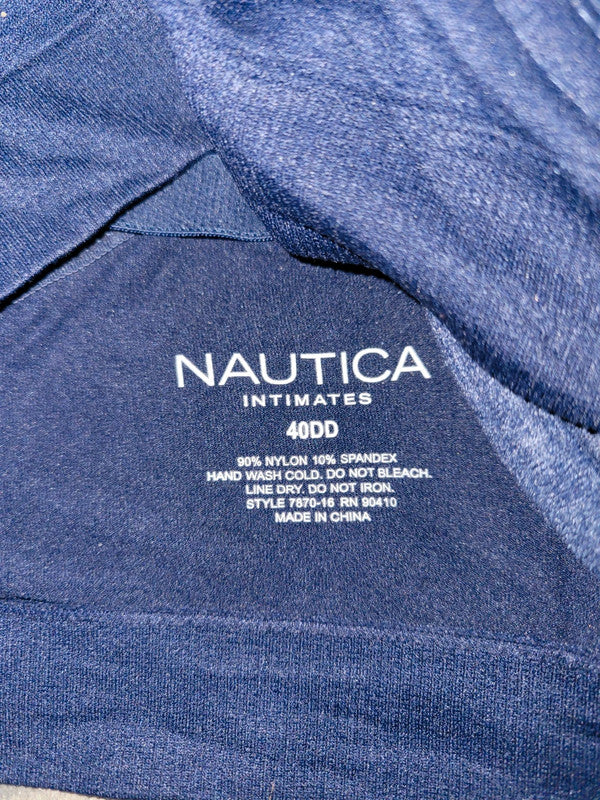 NAUTICA
INTIMATES
40DD
90% NYLON 10% SPANDEX
HAND WASH COLD. DO NOT BLEACH.
LINE DRY. DO NOT IRON.
STYLE 7870-16 RN 90410
MADE IN CHINA